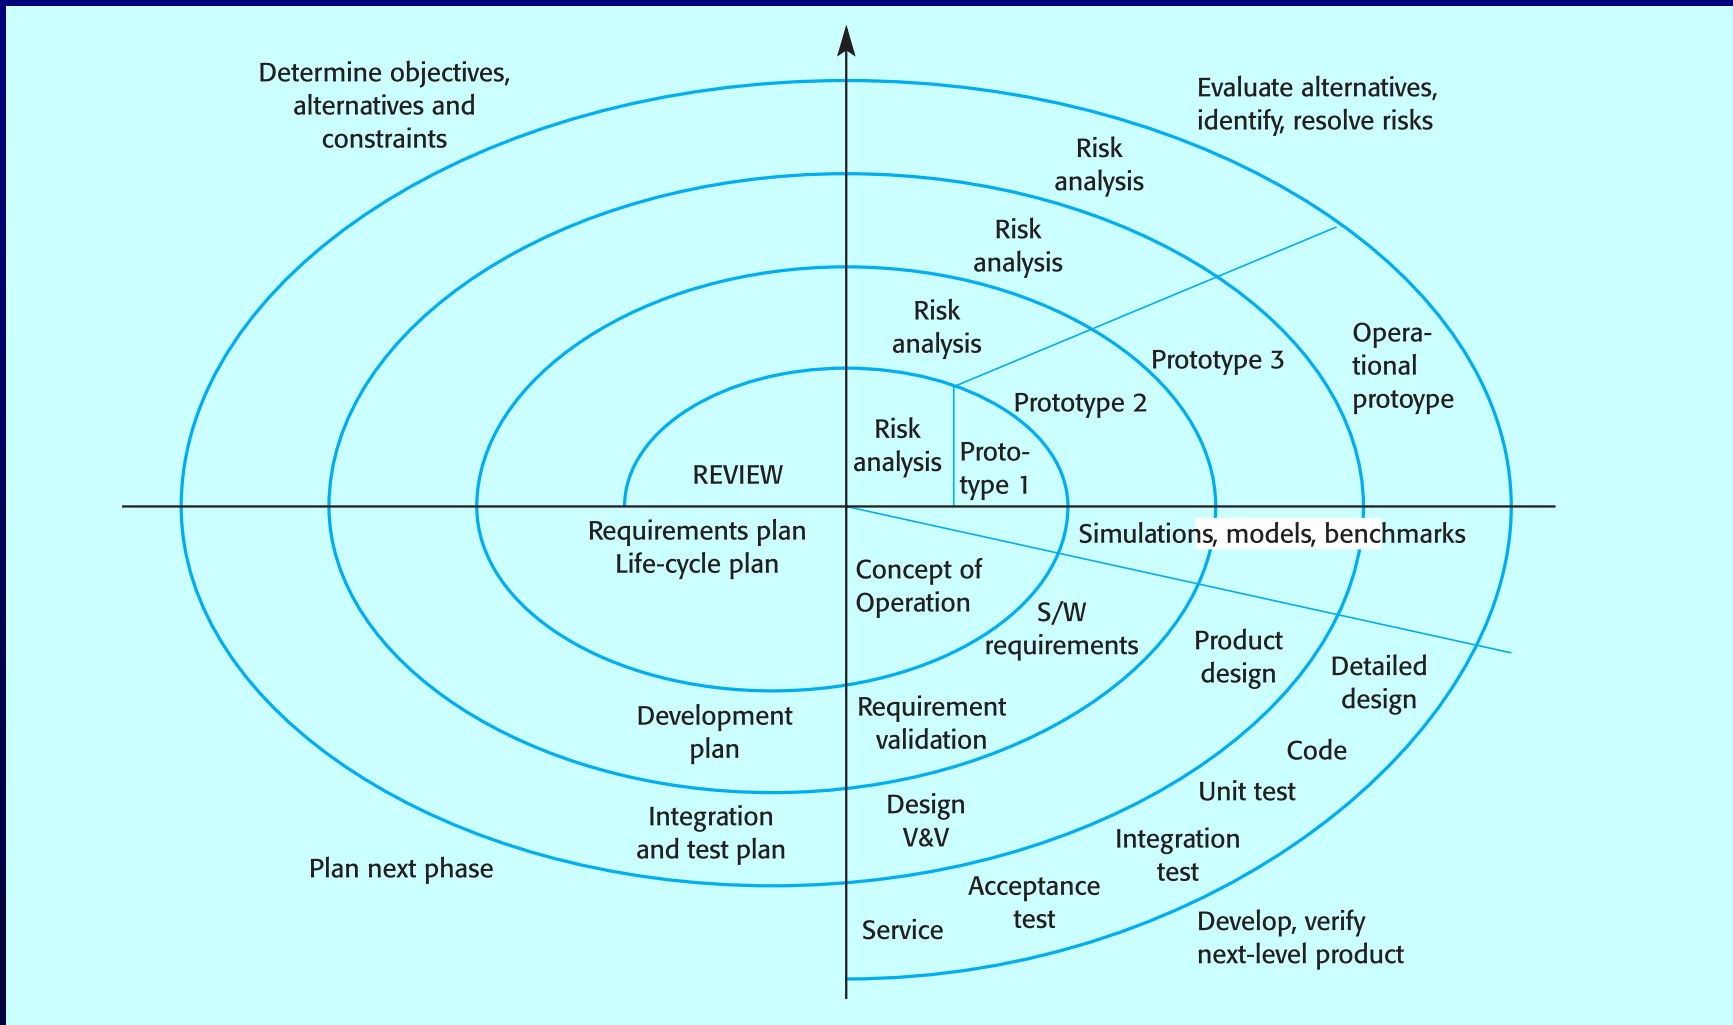 Determine objectives,
alternatives and
constraints
Evaluate alternatives,
identify, resolve risks
Risk
analysis
Risk
analysis
Risk
analysis
Risk
analysis
Proto-
type 1
Prototype 2
Prototype 3
Opera-
tional
protoype
REVIEW
Requirements plan
Life-cycle plan
Simulations, models, benchmarks
Concept of
Operation
S/W
requirements
Product
design
Detailed
design
Development
plan
Requirement
validation
Code
Unit test
Integration
and test plan
Design
V&V
Integration
test
Plan next phase
Acceptance
test
Service
Develop, verify
next-level product